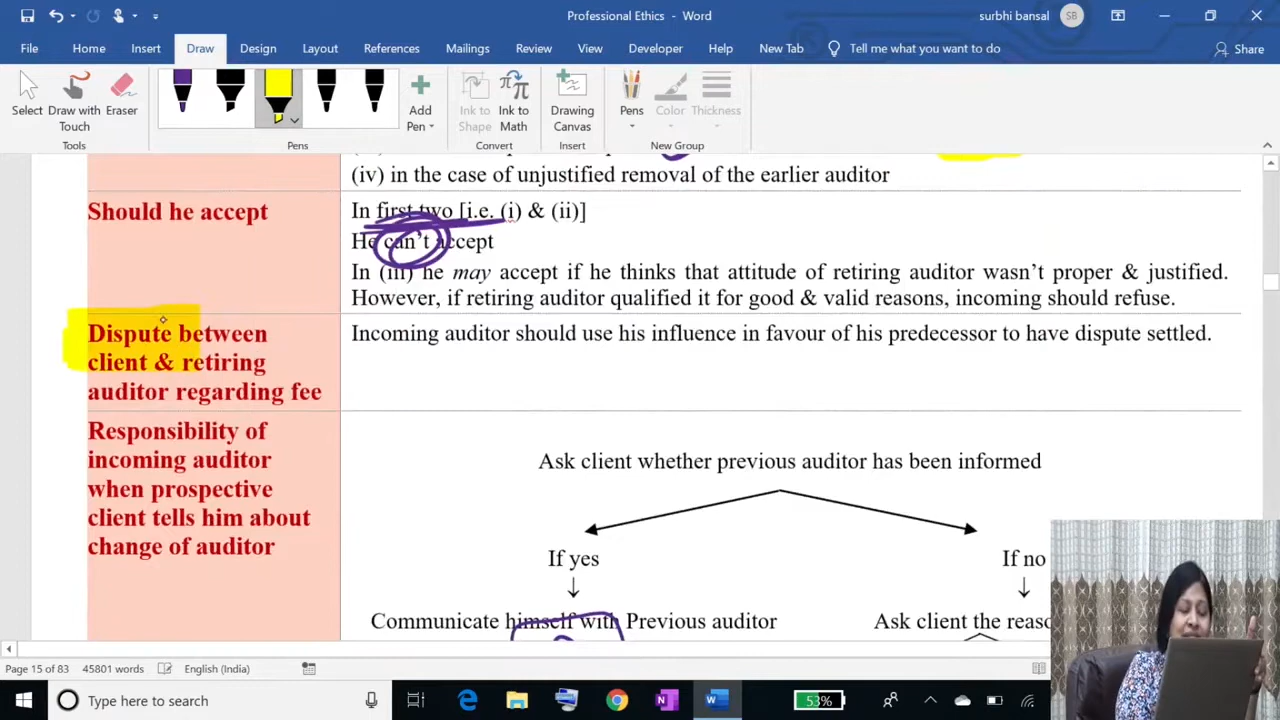 Professional Ethics - Word
surbhi bansal
SB
File Home Insert Draw Design Layout References Mailings Review View Developer Help New Tab Tell me what you want to do Share
Select Draw with Touch Eraser
Add Pen
Ink to Shape
Ink to Math
Drawing Canvas
Pens Color Thickness
Tools Pens Convert Insert New Group
(iv) in the case of unjustified removal of the earlier auditor
Should he accept
In first two [i.e. (i) & (ii)]
He can't accept
In (iii) he may accept if he thinks that attitude of retiring auditor wasn't proper & justified.
However, if retiring auditor qualified it for good & valid reasons, incoming should refuse.
Dispute between
client & retiring
auditor regarding fee
Incoming auditor should use his influence in favour of his predecessor to have dispute settled.
Responsibility of
incoming auditor
when prospective
client tells him about
change of auditor
Ask client whether previous auditor has been informed
If yes
If no
Communicate himself with Previous auditor
Ask client the reaso
Page 15 of 83 45801 words English (India)
Type here to search
53%